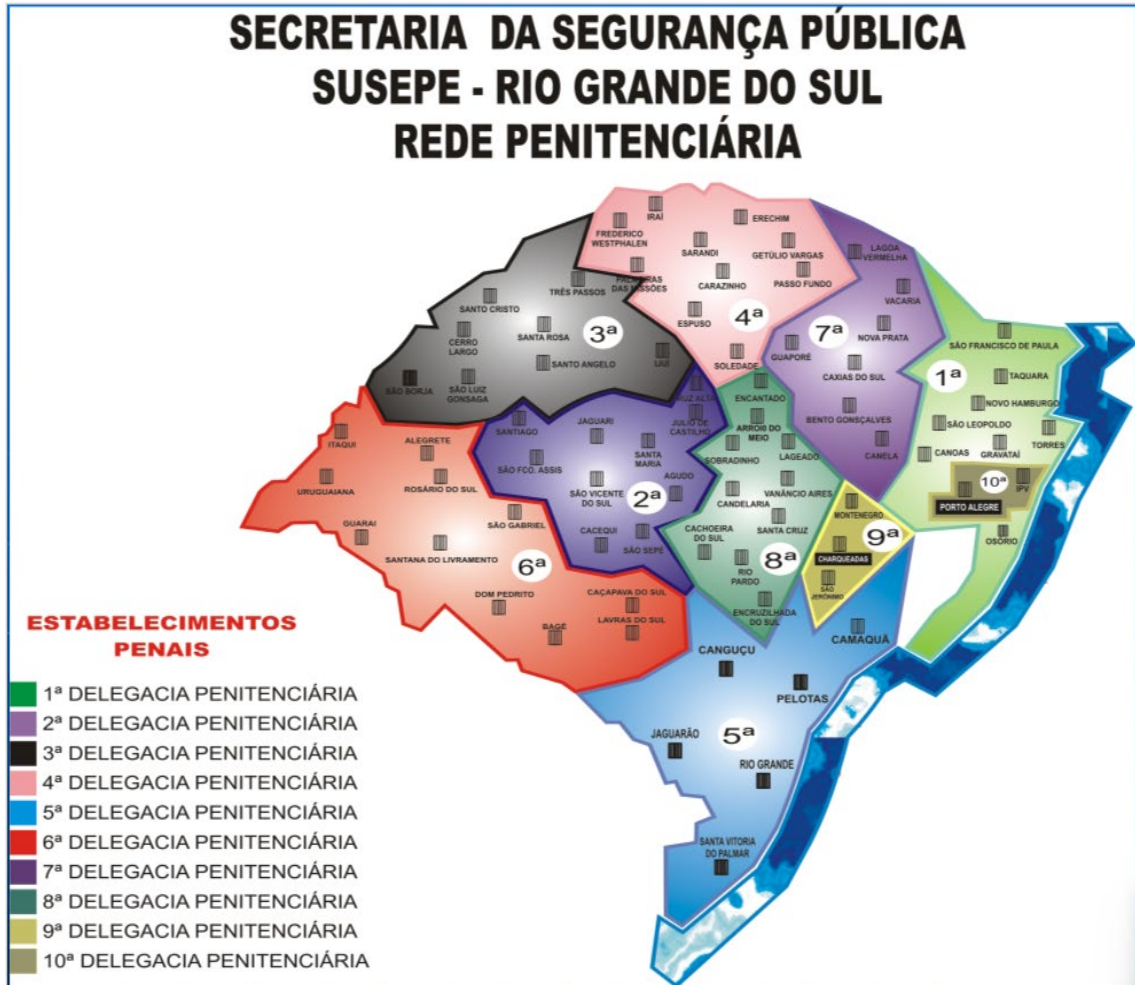 SECRETARIA DA SEGURANÇA PÚBLICA
SUSEPE - RIO GRANDE DO SUL
REDE PENITENCIÁRIA
IRAÍ
ERECHIM
FREDERICO
WESTPHALEN
SARANDI
GETÚLIO VARGAS
DAS MISSÕES
CARAZINHO
PASSO FUNDO
ESPUSO
4ª
SOLEDADE
TRÊS PASSOS
SANTO CRISTO
SANTA ROSA
3ª
CERRO
LARGO
SANTO ANGELO
IJUI
SÃO BORJA
SÃO LUIZ
GONSAGA
LAGOA
VERMELHA
VACARIA
7ª
NOVA PRATA
GUAPORÉ
CAXIAS DO SUL
BENTO GONSÇALVES
CANELA
SÃO FRANCISCO DE PAULA
1ª
TAQUARA
NOVO HAMBURGO
SÃO LEOPOLDO
TORRES
CANOAS
GRAVATAÍ
10ª
IPV
PORTO ALEGRE
OSÓRIO
CRUZ ALTA
JULIO DE
CASTILHO
SANTIAGO
JAGUARI
SANTA
MARIA
SÃO FCO. ASSIS
AGUDO
SÃO VICENTE
DO SUL
2ª
CACEQUI
SÃO SEPÉ
ENCANTADO
ARROII DO
MEIO
SOBRADINHO
LAGEADO
CANDELARIA
VANÂNCIO AIRES
SANTA CRUZ
CACHOEIRA
DO SUL
RIO
PARDO
8ª
ENCRUZILHADA
DO SUL
MONTENEGRO
9ª
CHARQUEADAS
SÃO
JERÔNIMO
ITAQUI
ALEGRETE
URUGUAIANA
ROSÁRIO DO SUL
SÃO GABRIEL
GUARAI
SANTANA DO LIVRAMENTO
6ª
DOM PEDRITO
CAÇAPAVA DO SUL
BAGÉ
LAVRAS DO SUL
CAMAQUÃ
CANGUÇU
PELOTAS
5ª
JAGUARÃO
RIO GRANDE
SANTA VITORIA
DO PALMAR
ESTABELECIMENTOS
PENAIS
1ª DELEGACIA PENITENCIÁRIA
2ª DELEGACIA PENITENCIÁRIA
3ª DELEGACIA PENITENCIÁRIA
4ª DELEGACIA PENITENCIÁRIA
5ª DELEGACIA PENITENCIÁRIA
6ª DELEGACIA PENITENCIÁRIA
7ª DELEGACIA PENITENCIÁRIA
8ª DELEGACIA PENITENCIÁRIA
9ª DELEGACIA PENITENCIÁRIA
10ª DELEGACIA PENITENCIÁRIA